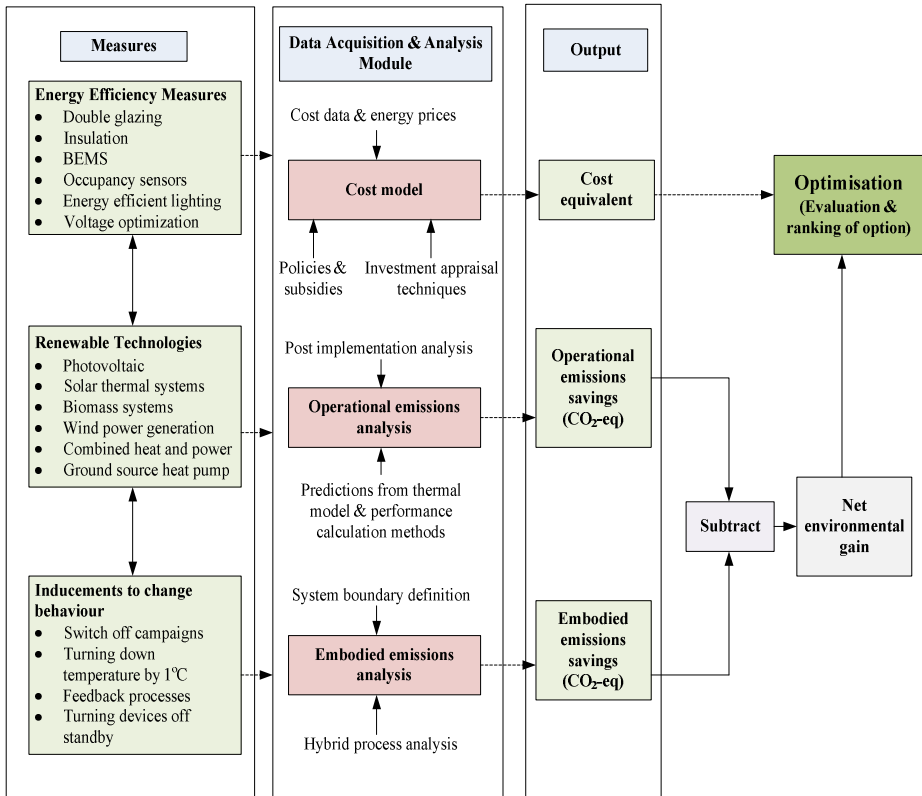 Measures
Energy Efficiency Measures
● Double glazing
● Insulation
● BEMS
● Occupancy sensors
● Energy efficient lighting
● Voltage optimization
Renewable Technologies
● Photovoltaic
● Solar thermal systems
● Biomass systems
● Wind power generation
● Combined heat and power
● Ground source heat pump
Inducements to change
behaviour
● Switch off campaigns
● Turning down
temperature by 1°C
● Feedback processes
● Turning devices off
standby
Data Acquisition & Analysis
Module
Cost data & energy prices
Cost model
Policies &
subsidies
Investment appraisal
techniques
Post implementation analysis
Operational emissions
analysis
Predictions from thermal
model & performance
calculation methods
System boundary definition
Embodied emissions
analysis
Hybrid process analysis
Output
Cost
equivalent
Operational
emissions
savings
(CO₂-eq)
Embodied
emissions
savings
(CO₂-eq)
Subtract
Net
environmental
gain
Optimisation
(Evaluation &
ranking of option)